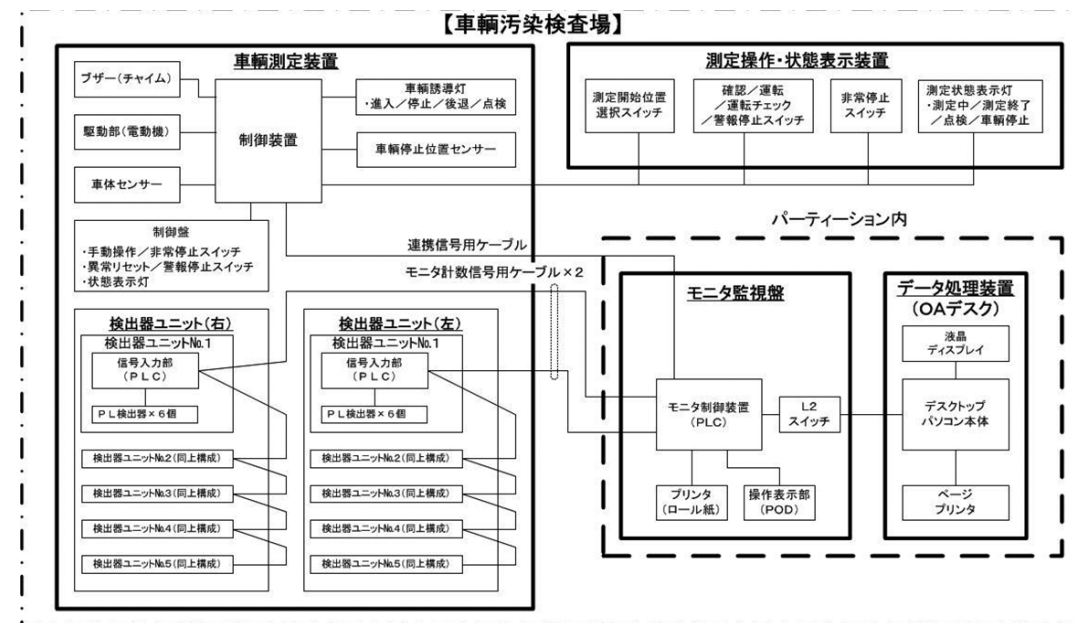 【車輌汚染検査場】
車輌測定装置
ブザー(チャイム)
駆動部(電動機)
車体センサー
制御装置
車輌誘導灯
・進入/停止/後退/点検
車輌停止位置センサー
制御盤
・手動操作/非常停止スイッチ
・異常リセット/警報停止スイッチ
・状態表示灯
測定操作・状態表示装置
測定開始位置
選択スイッチ
確認/運転
/運転チェック
/警報停止スイッチ
非常停止
スイッチ
測定状態表示灯
・測定中/測定終了
/点検/車輌停止
連携信号用ケーブル
モニタ計数信号用ケーブル×2
検出器ユニット(右)
検出器ユニット№1
信号入力部
(PLC)
PL検出器×6個
検出器ユニット№2(同上構成)
検出器ユニット№3(同上構成)
検出器ユニット№4(同上構成)
検出器ユニット№5(同上構成)
検出器ユニット(左)
検出器ユニット№1
信号入力部
(PLC)
PL検出器×6個
検出器ユニット№2(同上構成)
検出器ユニット№3(同上構成)
検出器ユニット№4(同上構成)
検出器ユニット№5(同上構成)
パーティーション内
モニタ監視盤
モニタ制御装置
(PLC)
L2
スイッチ
プリンタ
(ロール紙)
操作表示部
(POD)
データ処理装置
(OAデスク)
液晶
ディスプレイ
デスクトップ
パソコン本体
ページ
プリンタ